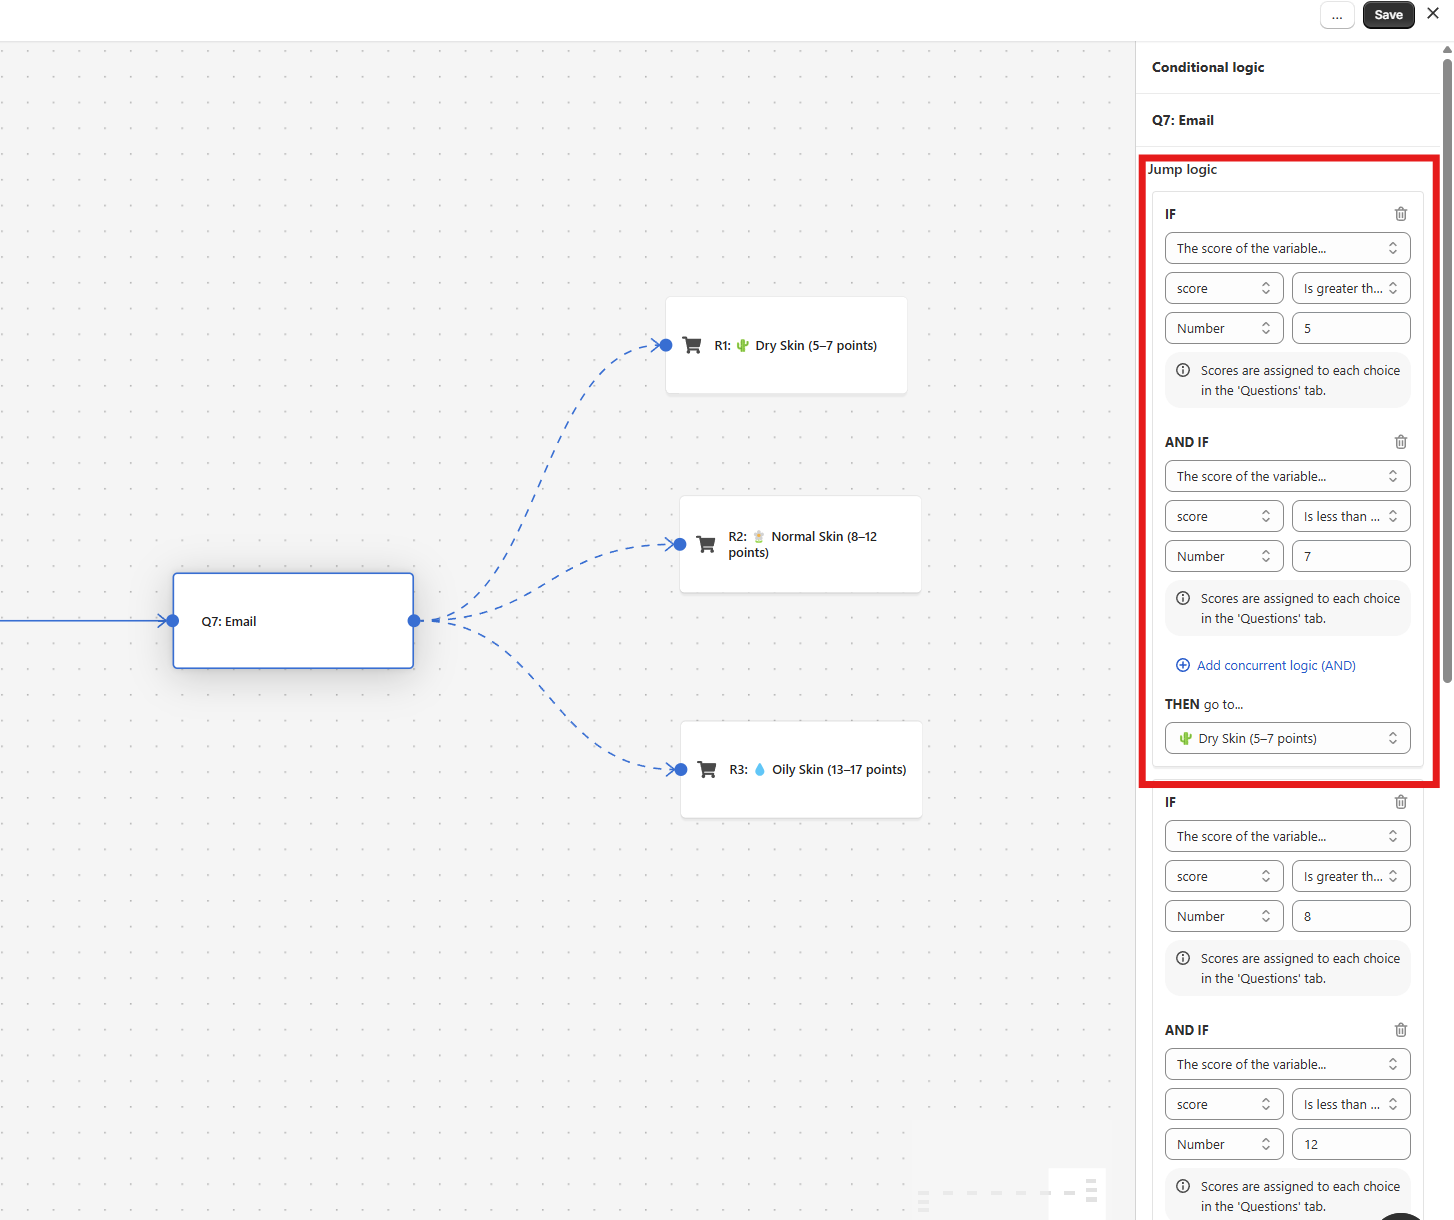 ...
Save
Conditional logic
Q7: Email
Jump logic
IF
The score of the variable...
score
Is greater th...
Number
5
Scores are assigned to each choice
in the 'Questions' tab.
AND IF
The score of the variable...
score
Is less than ...
Number
7
Scores are assigned to each choice
in the 'Questions' tab.
Add concurrent logic (AND)
THEN go to...
🌵 Dry Skin (5–7 points)
IF
The score of the variable...
score
Is greater th...
Number
8
Scores are assigned to each choice
in the 'Questions' tab.
AND IF
The score of the variable...
score
Is less than ...
Number
12
Scores are assigned to each choice
in the 'Questions' tab.
Q7: Email
R1: 🌵 Dry Skin (5–7 points)
R2: Normal Skin (8–12
points)
R3: 💧 Oily Skin (13–17 points)